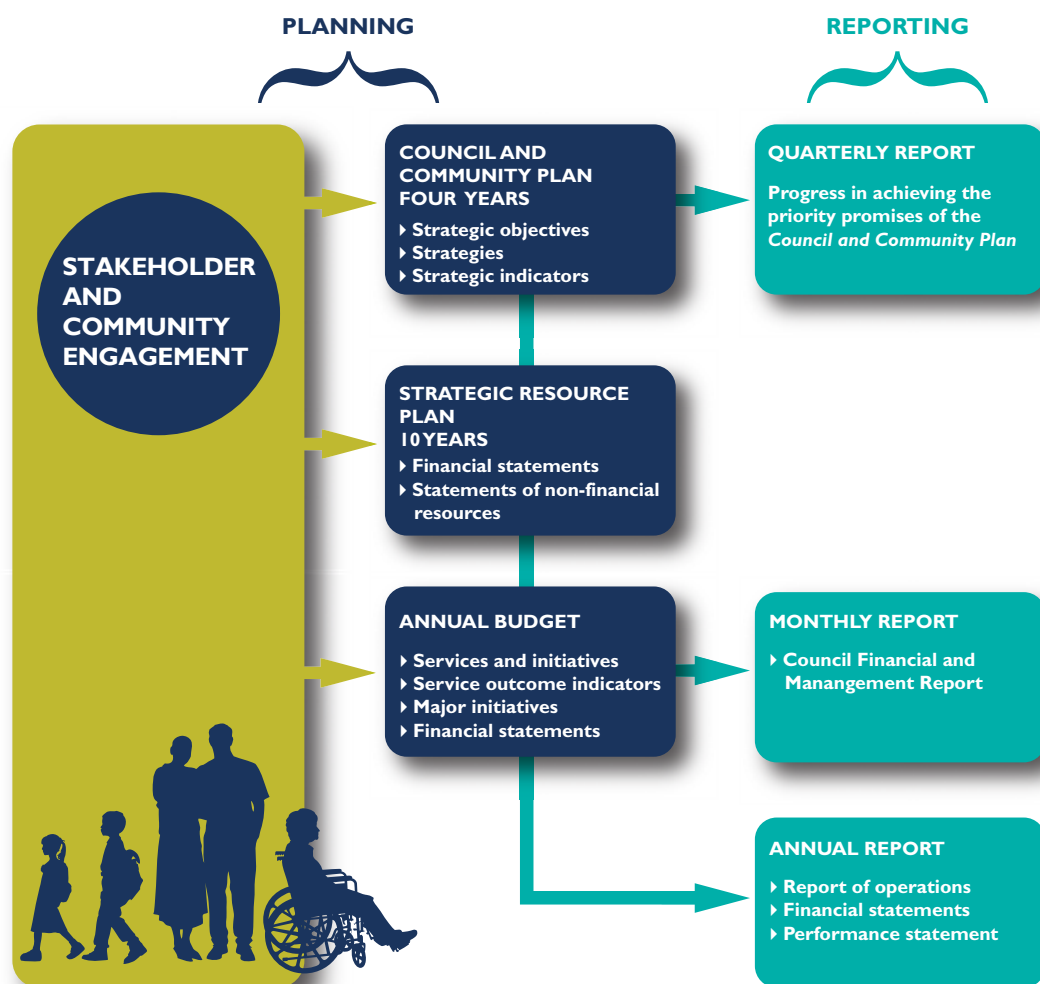 PLANNING
REPORTING
STAKEHOLDER
AND
COMMUNITY
ENGAGEMENT
COUNCIL AND
COMMUNITY PLAN
FOUR YEARS
Strategic objectives
Strategies
Strategic indicators
QUARTERLY REPORT
Progress in achieving the
priority promises of the
Council and Community Plan
STRATEGIC RESOURCE
PLAN
10 YEARS
Financial statements
Statements of non-financial
resources
ANNUAL BUDGET
Services and initiatives
Service outcome indicators
Major initiatives
Financial statements
MONTHLY REPORT
Council Financial and
Manangement Report
ANNUAL REPORT
Report of operations
Financial statements
Performance statement